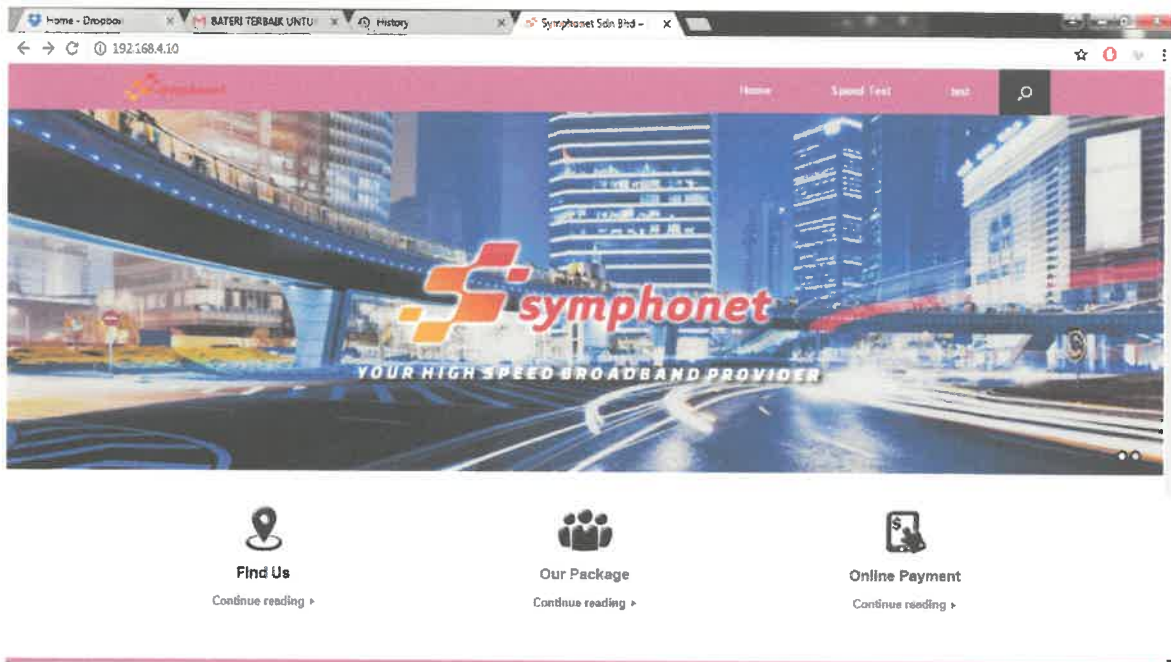 Home - Dropbox
BATERI TERBAIK UNTU
History
Symphonet Sdn Bhd –
192.168.4.10
Symphonet
Home
Speed Test
test
symphonet
YOUR HIGH SPEED BROADBAND PROVIDER
Find Us
Our Package
Online Payment
Continue reading
Continue reading
Continue reading